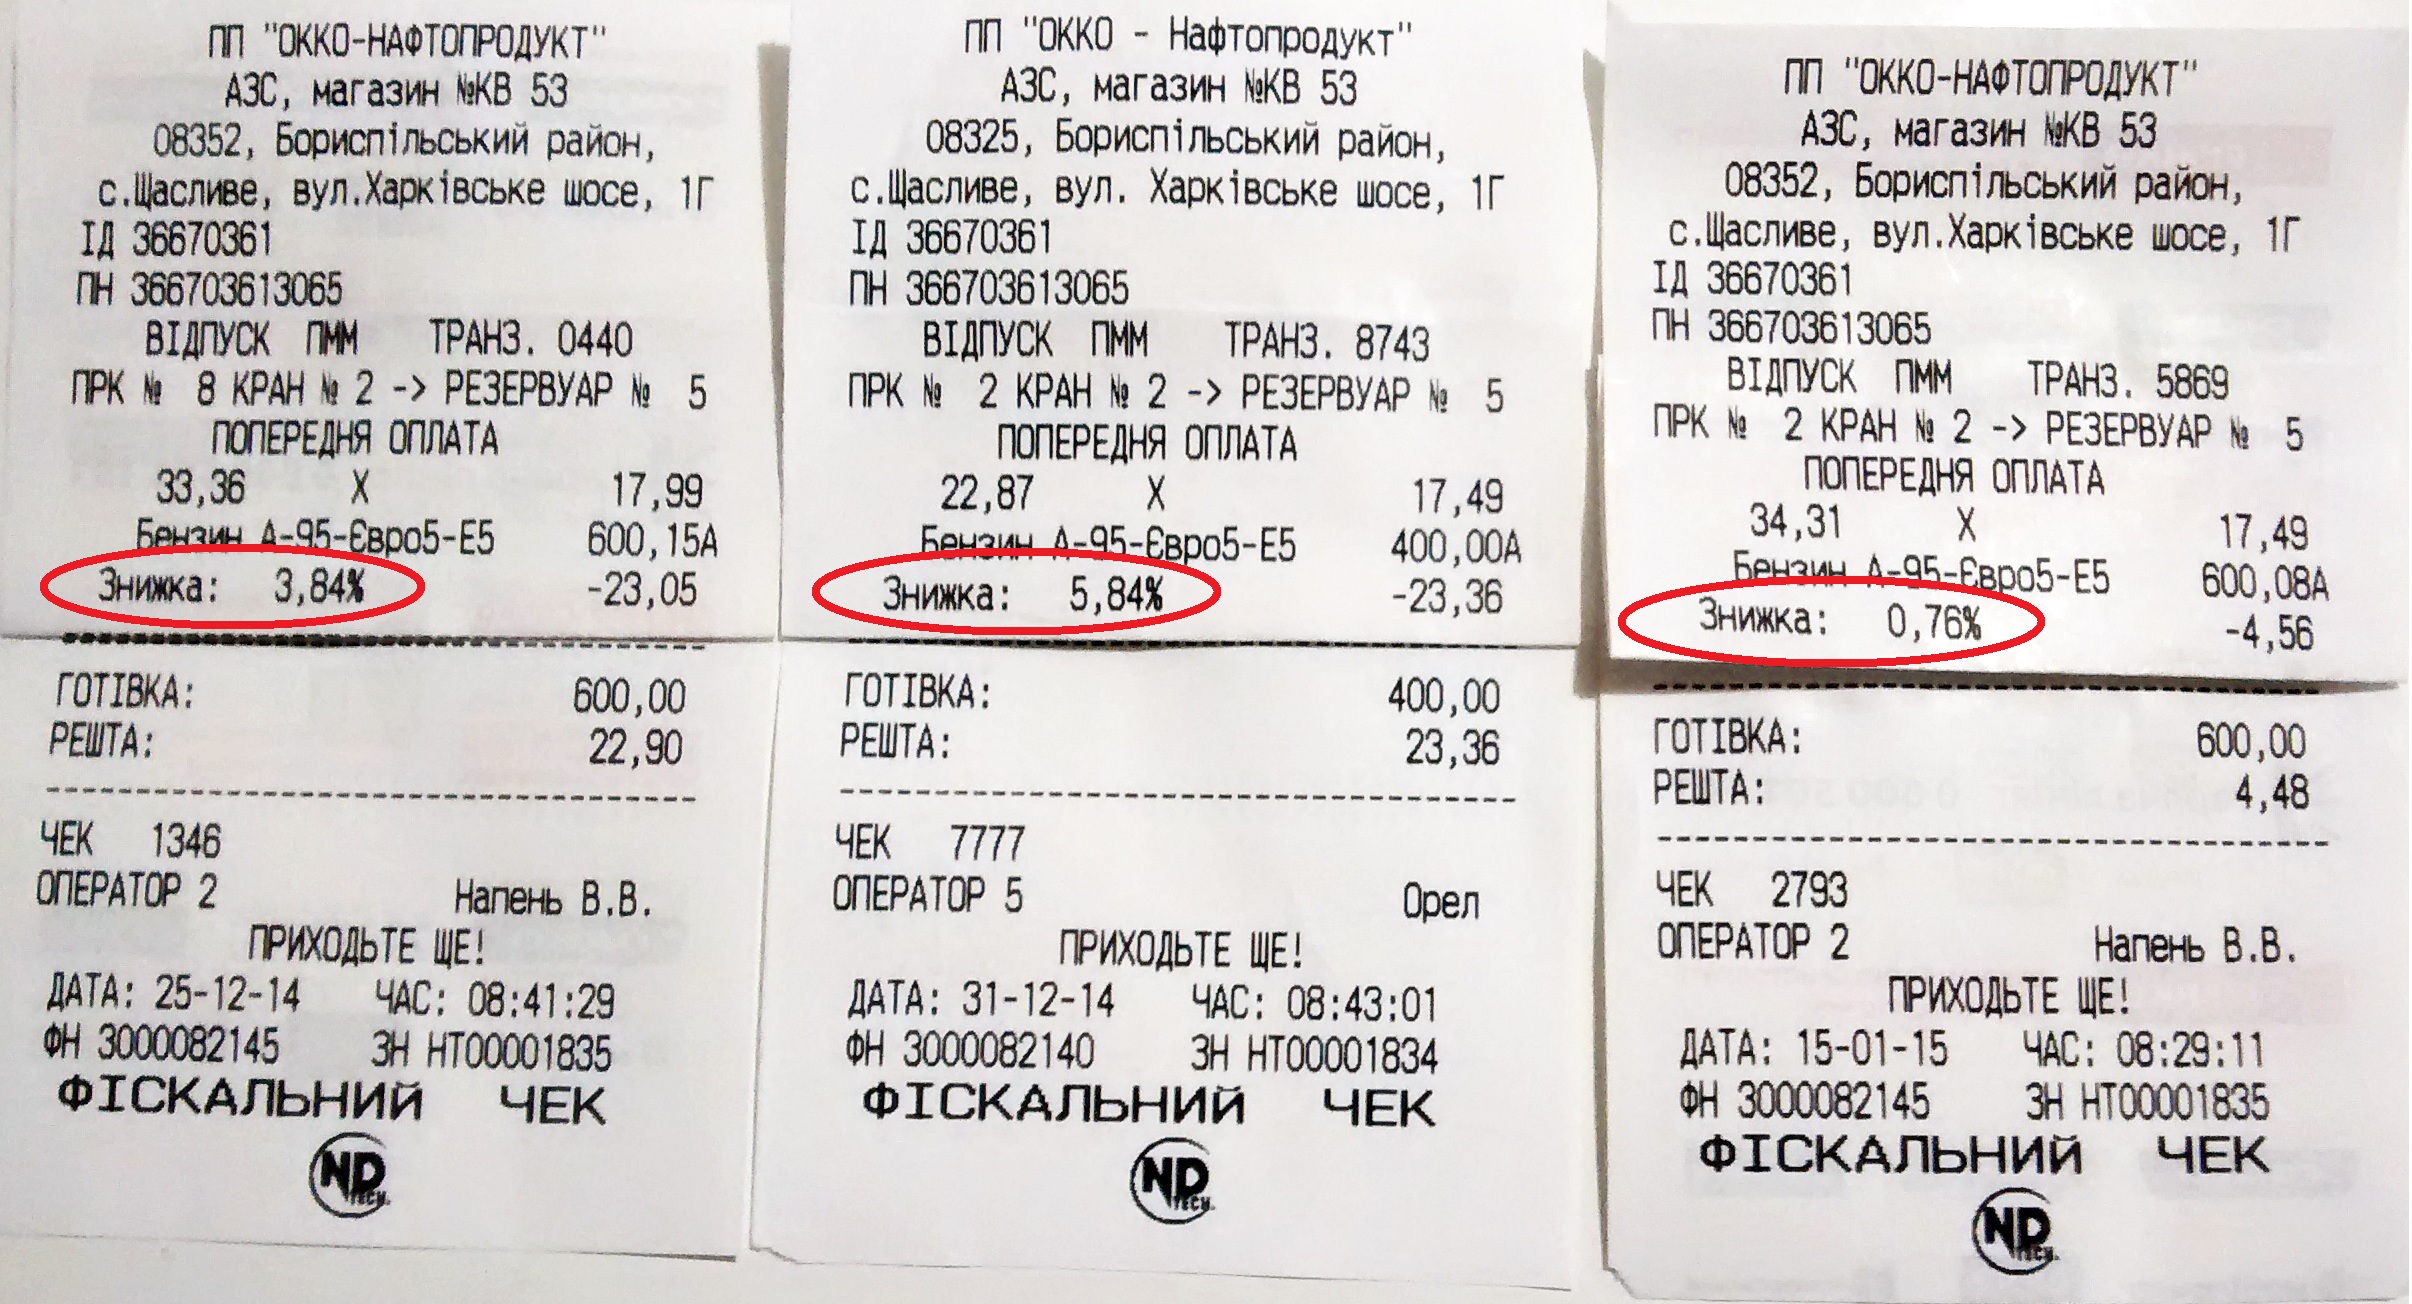 ПП "ОККО-НАФТОПРОДУКТ"
АЗС, магазин №КВ 53
08352, Бориспільський район,
с.Щасливе, вул.Харківське шосе, 1Г
ІД 36670361
ПН 366703613065
ВІДПУСК ПММ ТРАНЗ. 0440
ПРК № 8 КРАН № 2 -> РЕЗЕРВУАР № 5
ПОПЕРЕДНЯ ОПЛАТА
33,36 X 17,99
Бензин А-95-Євро5-Е5 600,15А
Знижка: 3,84% -23,05
ГОТІВКА: 600,00
РЕШТА: 22,90
ЧЕК 1346
ОПЕРАТОР 2 Напень В.В.
ПРИХОДЬТЕ ЩЕ!
ДАТА: 25-12-14 ЧАС: 08:41:29
ФН 3000082145 ЗН НТ00001835
ФІСКАЛЬНИЙ ЧЕК
ND TECH.
ПП "ОККО - Нафтопродукт"
АЗС, магазин №КВ 53
08325, Бориспільський район,
с.Щасливе, вул. Харківське шосе, 1Г
ІД 36670361
ПН 366703613065
ВІДПУСК ПММ ТРАНЗ. 8743
ПРК № 2 КРАН № 2 -> РЕЗЕРВУАР № 5
ПОПЕРЕДНЯ ОПЛАТА
22,87 X 17,49
Бензин А-95-Євро5-Е5 400,00А
Знижка: 5,84% -23,36
ГОТІВКА: 400,00
РЕШТА: 23,36
ЧЕК 7777
ОПЕРАТОР 5 Орел
ПРИХОДЬТЕ ЩЕ!
ДАТА: 31-12-14 ЧАС: 08:43:01
ФН 3000082140 ЗН НТ00001834
ФІСКАЛЬНИЙ ЧЕК
ND TECH.
ПП "ОККО-НАФТОПРОДУКТ"
АЗС, магазин №КВ 53
08352, Бориспільський район,
с.Щасливе, вул.Харківське шосе, 1Г
ІД 36670361
ПН 366703613065
ВІДПУСК ПММ ТРАНЗ. 5869
ПРК № 2 КРАН № 2 -> РЕЗЕРВУАР № 5
ПОПЕРЕДНЯ ОПЛАТА
34,31 X 17,49
Бензин А-95-Євро5-Е5 600,08А
Знижка: 0,76% -4,56
ГОТІВКА: 600,00
РЕШТА: 4,48
ЧЕК 2793
ОПЕРАТОР 2 Напень В.В.
ПРИХОДЬТЕ ЩЕ!
ДАТА: 15-01-15 ЧАС: 08:29:11
ФН 3000082145 ЗН НТ00001835
ФІСКАЛЬНИЙ ЧЕК
ND TECH.